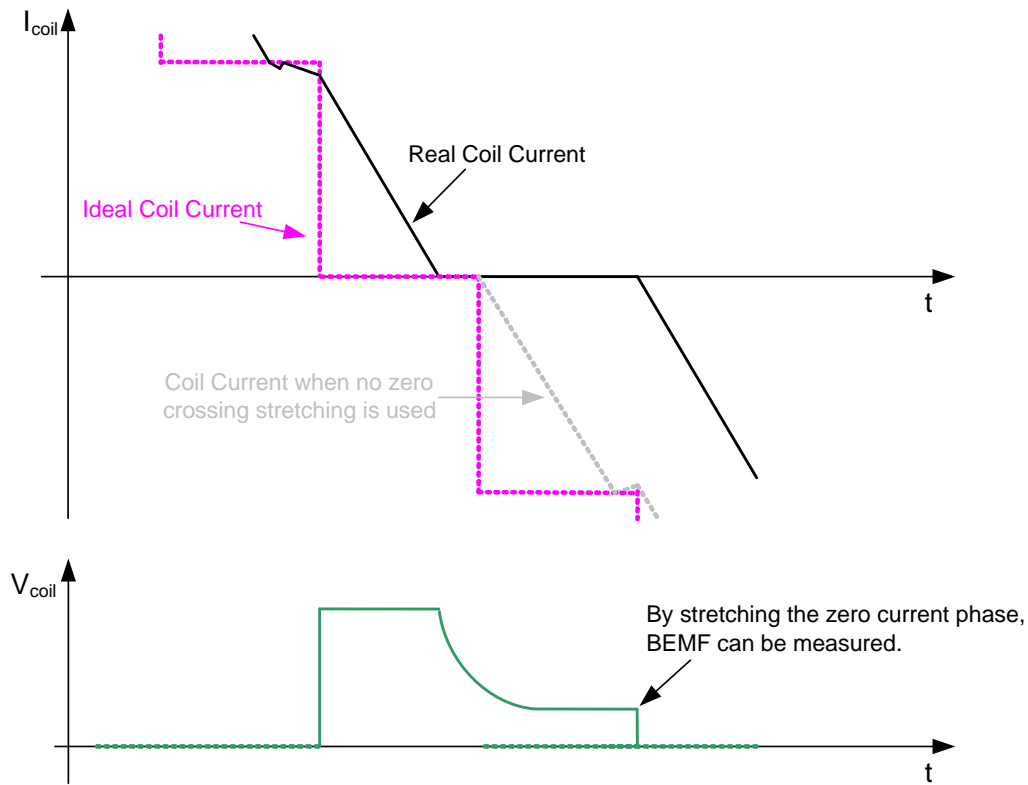 Icoil
Real Coil Current
Ideal Coil Current
t
Coil Current when no zero
crossing stretching is used
Vcoil
By stretching the zero current phase,
BEMF can be measured.
t